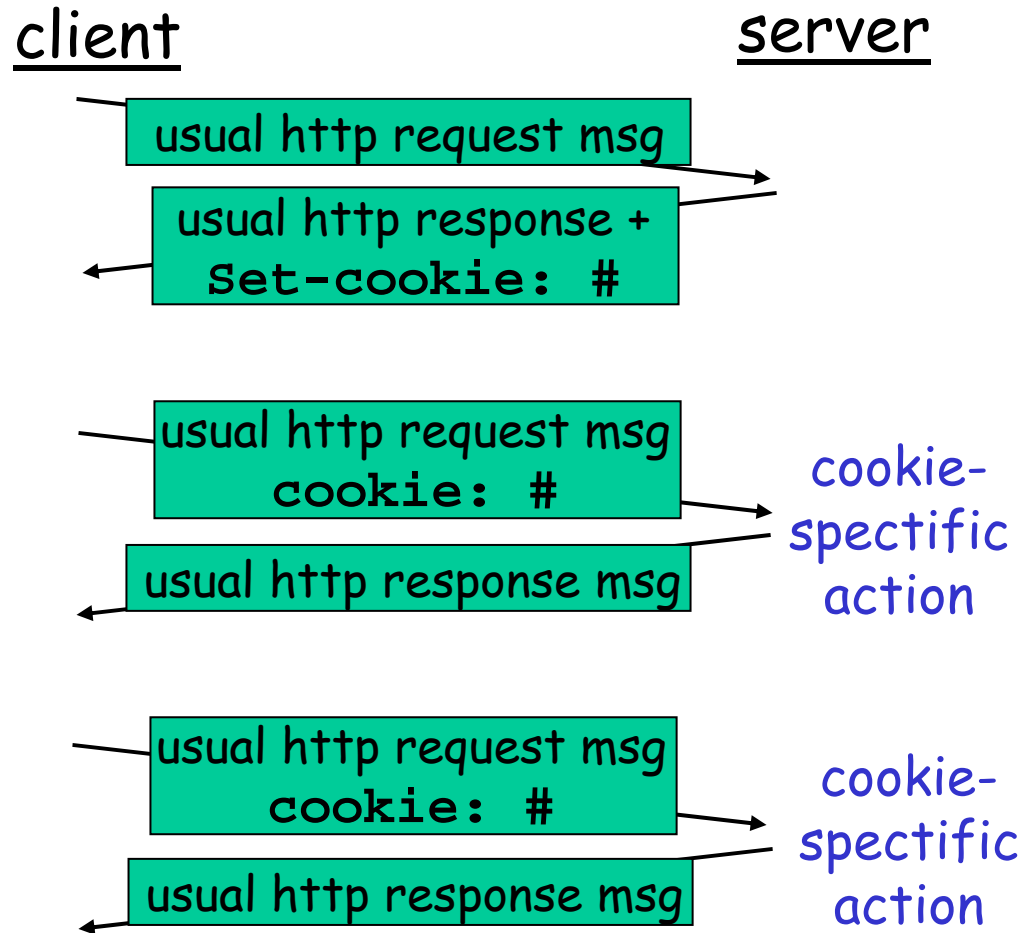 client
server
usual http request msg
usual http response +
Set-cookie: #
usual http request msg
cookie: #
cookie-
spectific
action
usual http response msg
usual http request msg
cookie: #
cookie-
spectific
action
usual http response msg